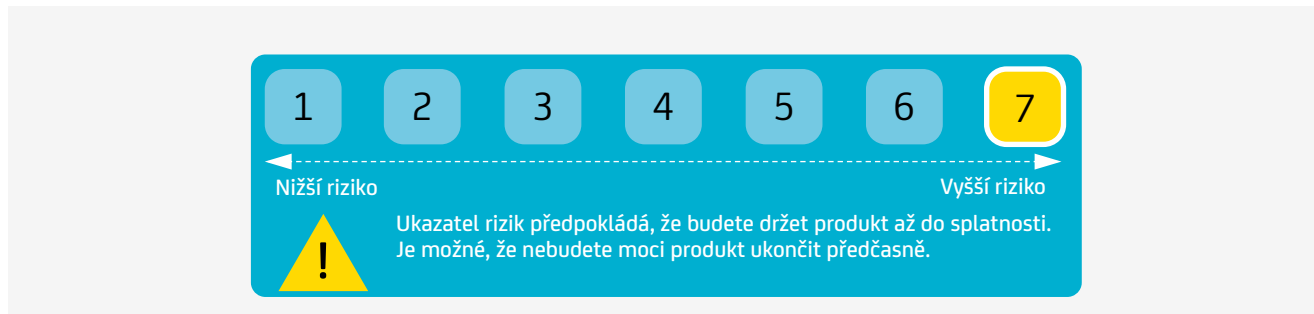 1 2 3 4 5 6 7
Nižší riziko Vyšší riziko
Ukazatel rizik předpokládá, že budete držet produkt až do splatnosti.
! Je možné, že nebudete moci produkt ukončit předčasně.